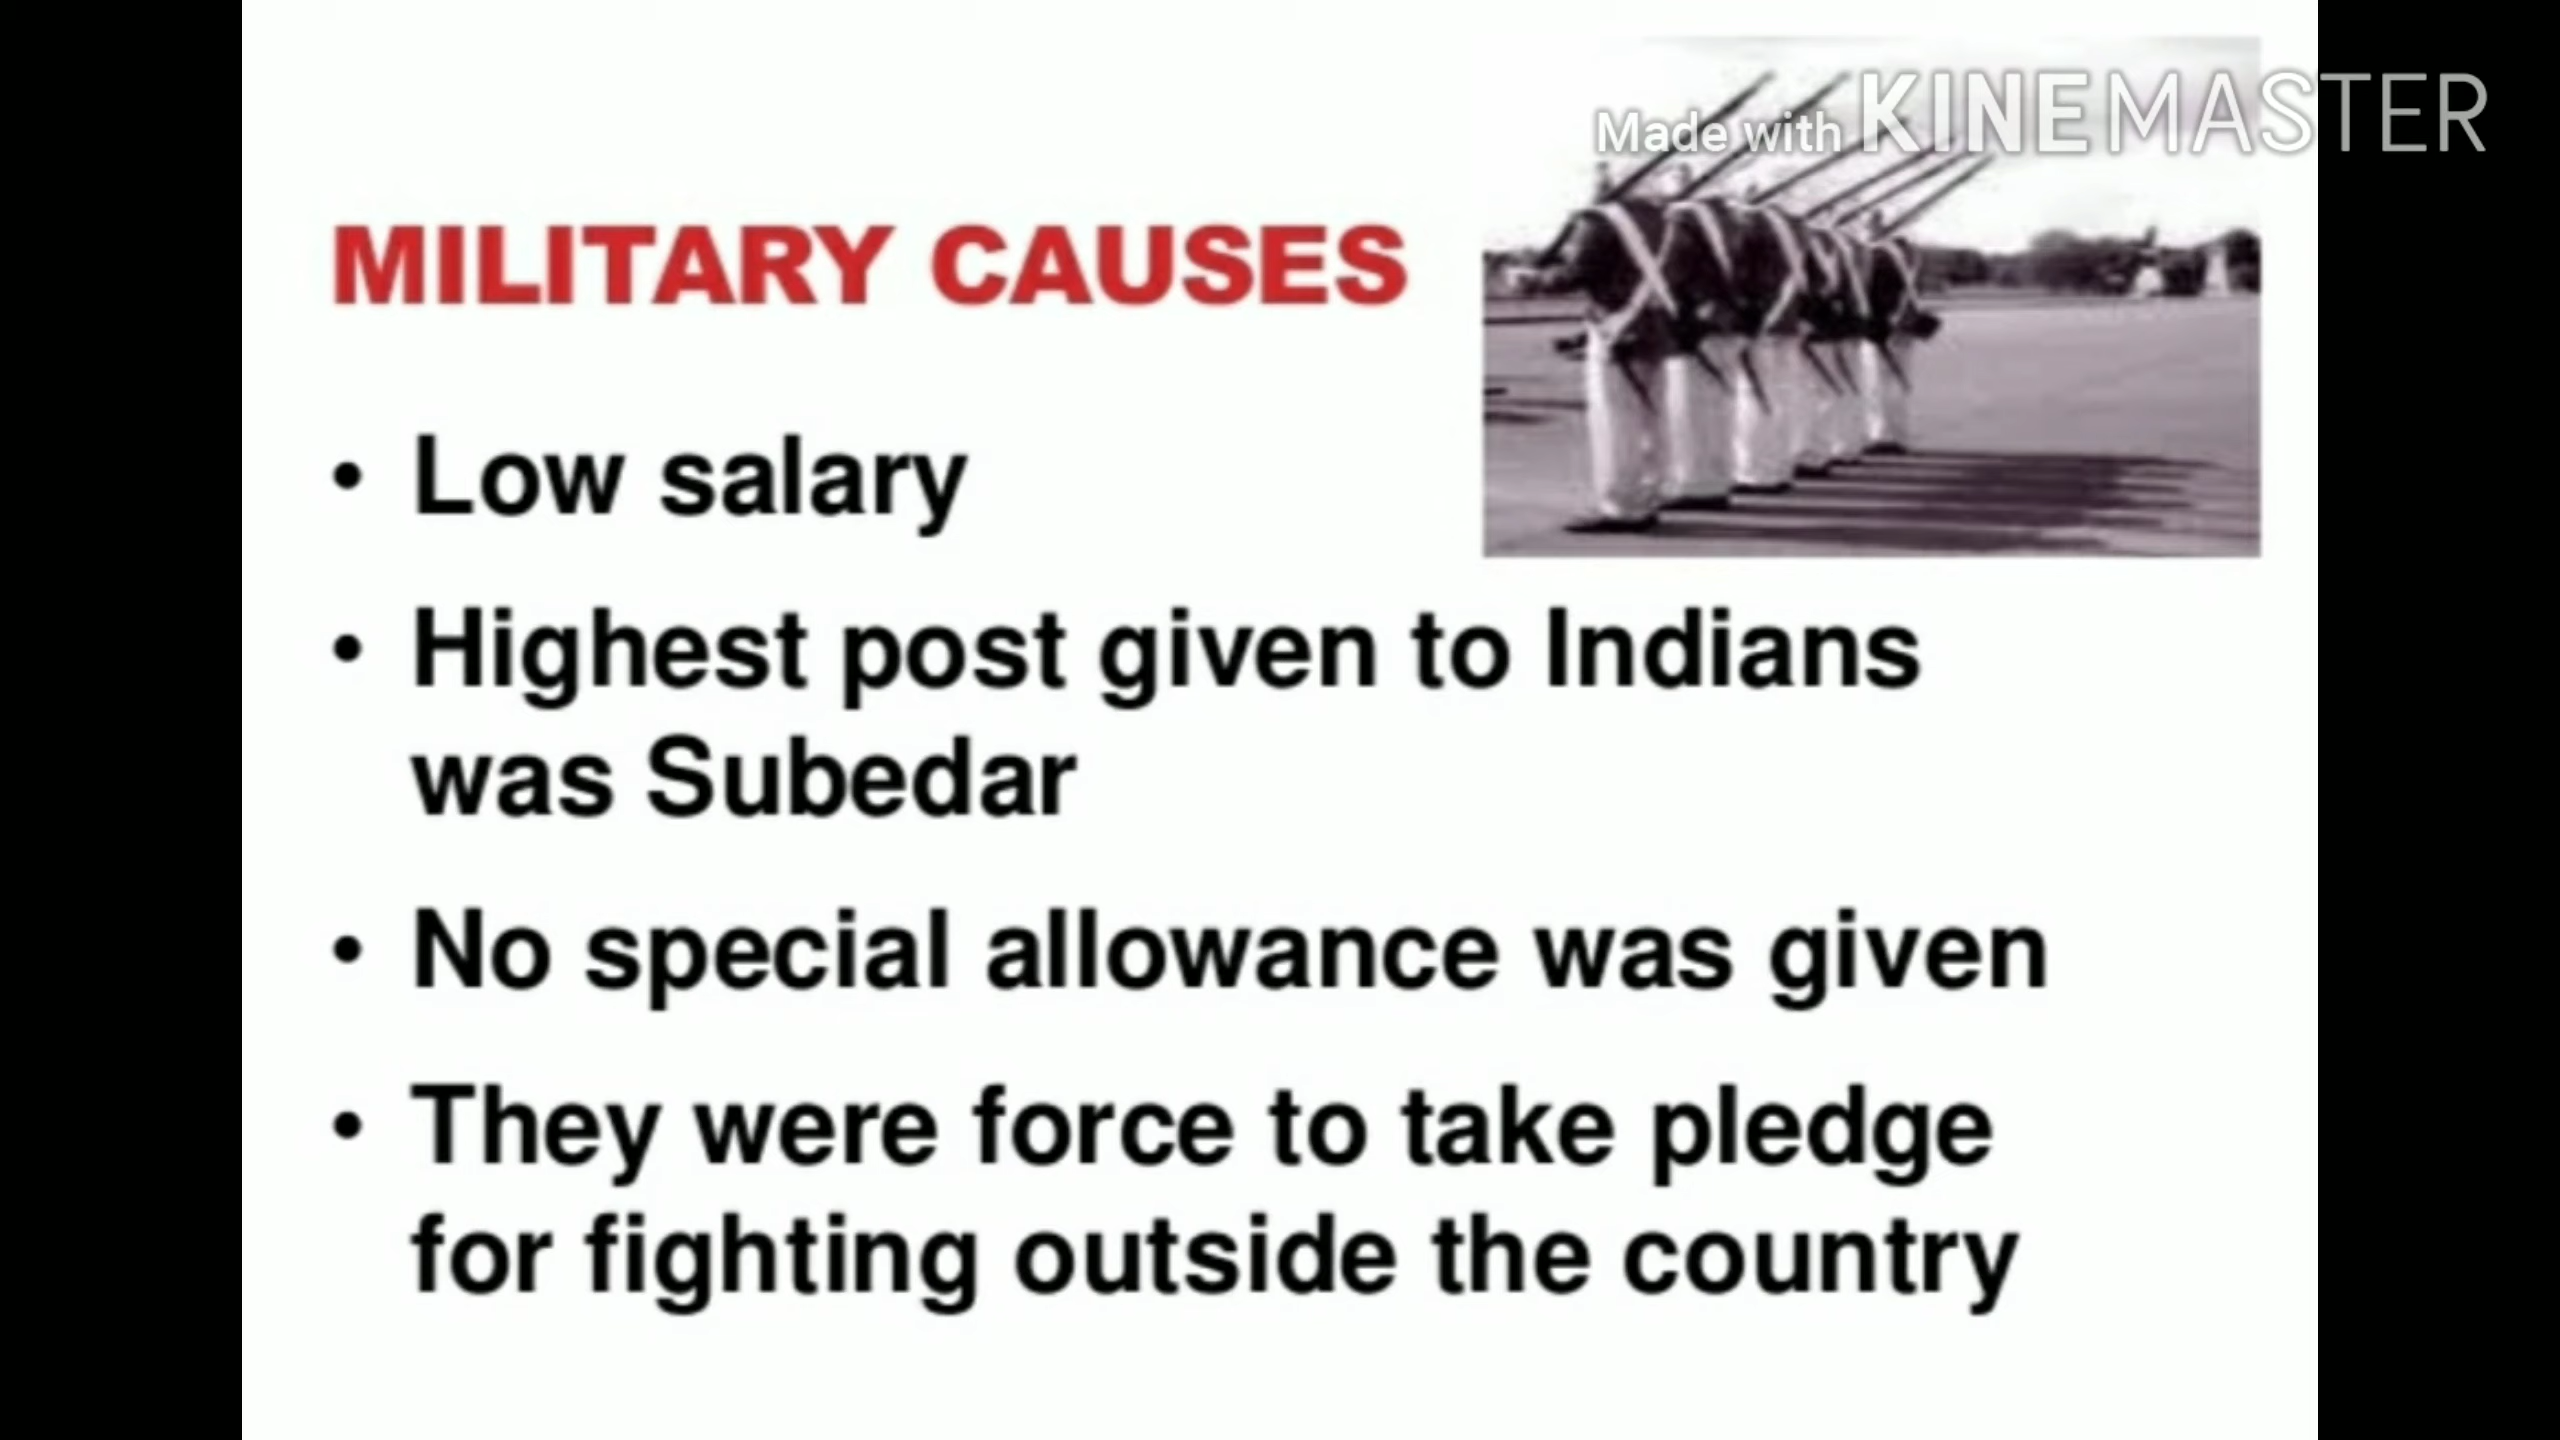 Made with KINEMASTER
MILITARY CAUSES
• Low salary
• Highest post given to Indians
was Subedar
• No special allowance was given
• They were force to take pledge
for fighting outside the country